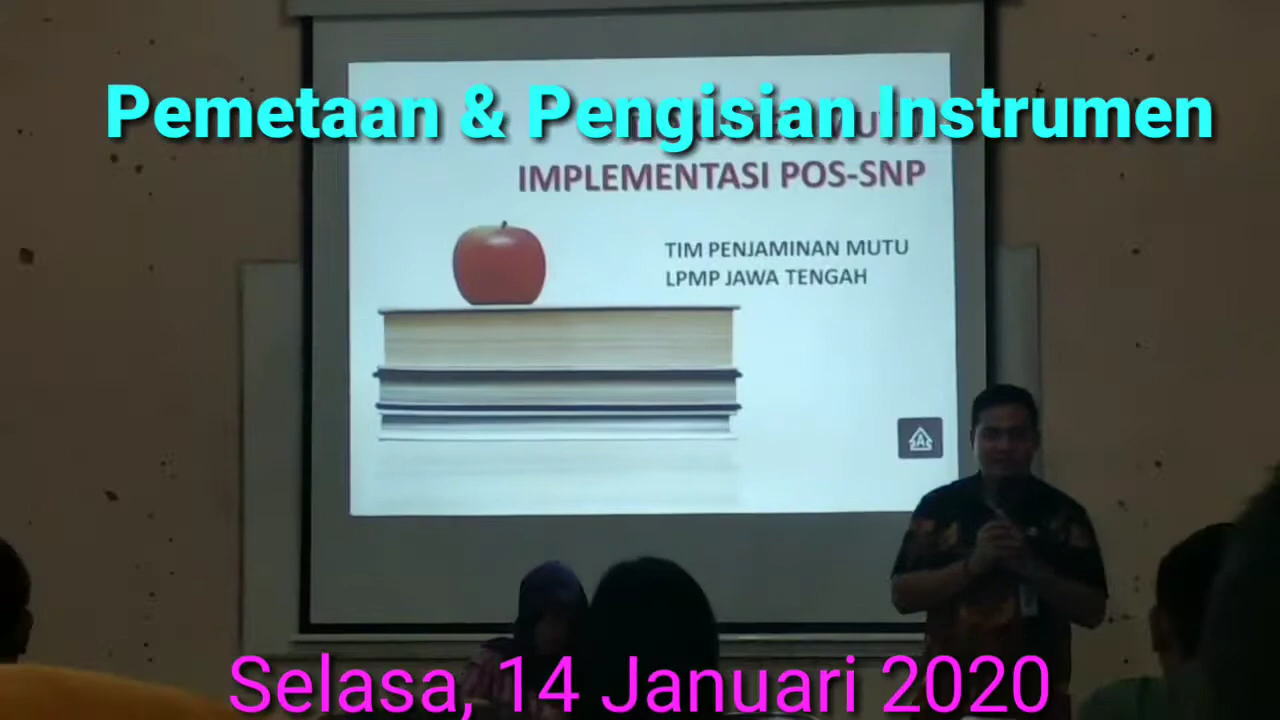 Pemetaan & Pengisian Instrumen
IMPLEMENTASI POS-SNP
TIM PENJAMINAN MUTU
LPMP JAWA TENGAH
Selasa, 14 Januari 2020